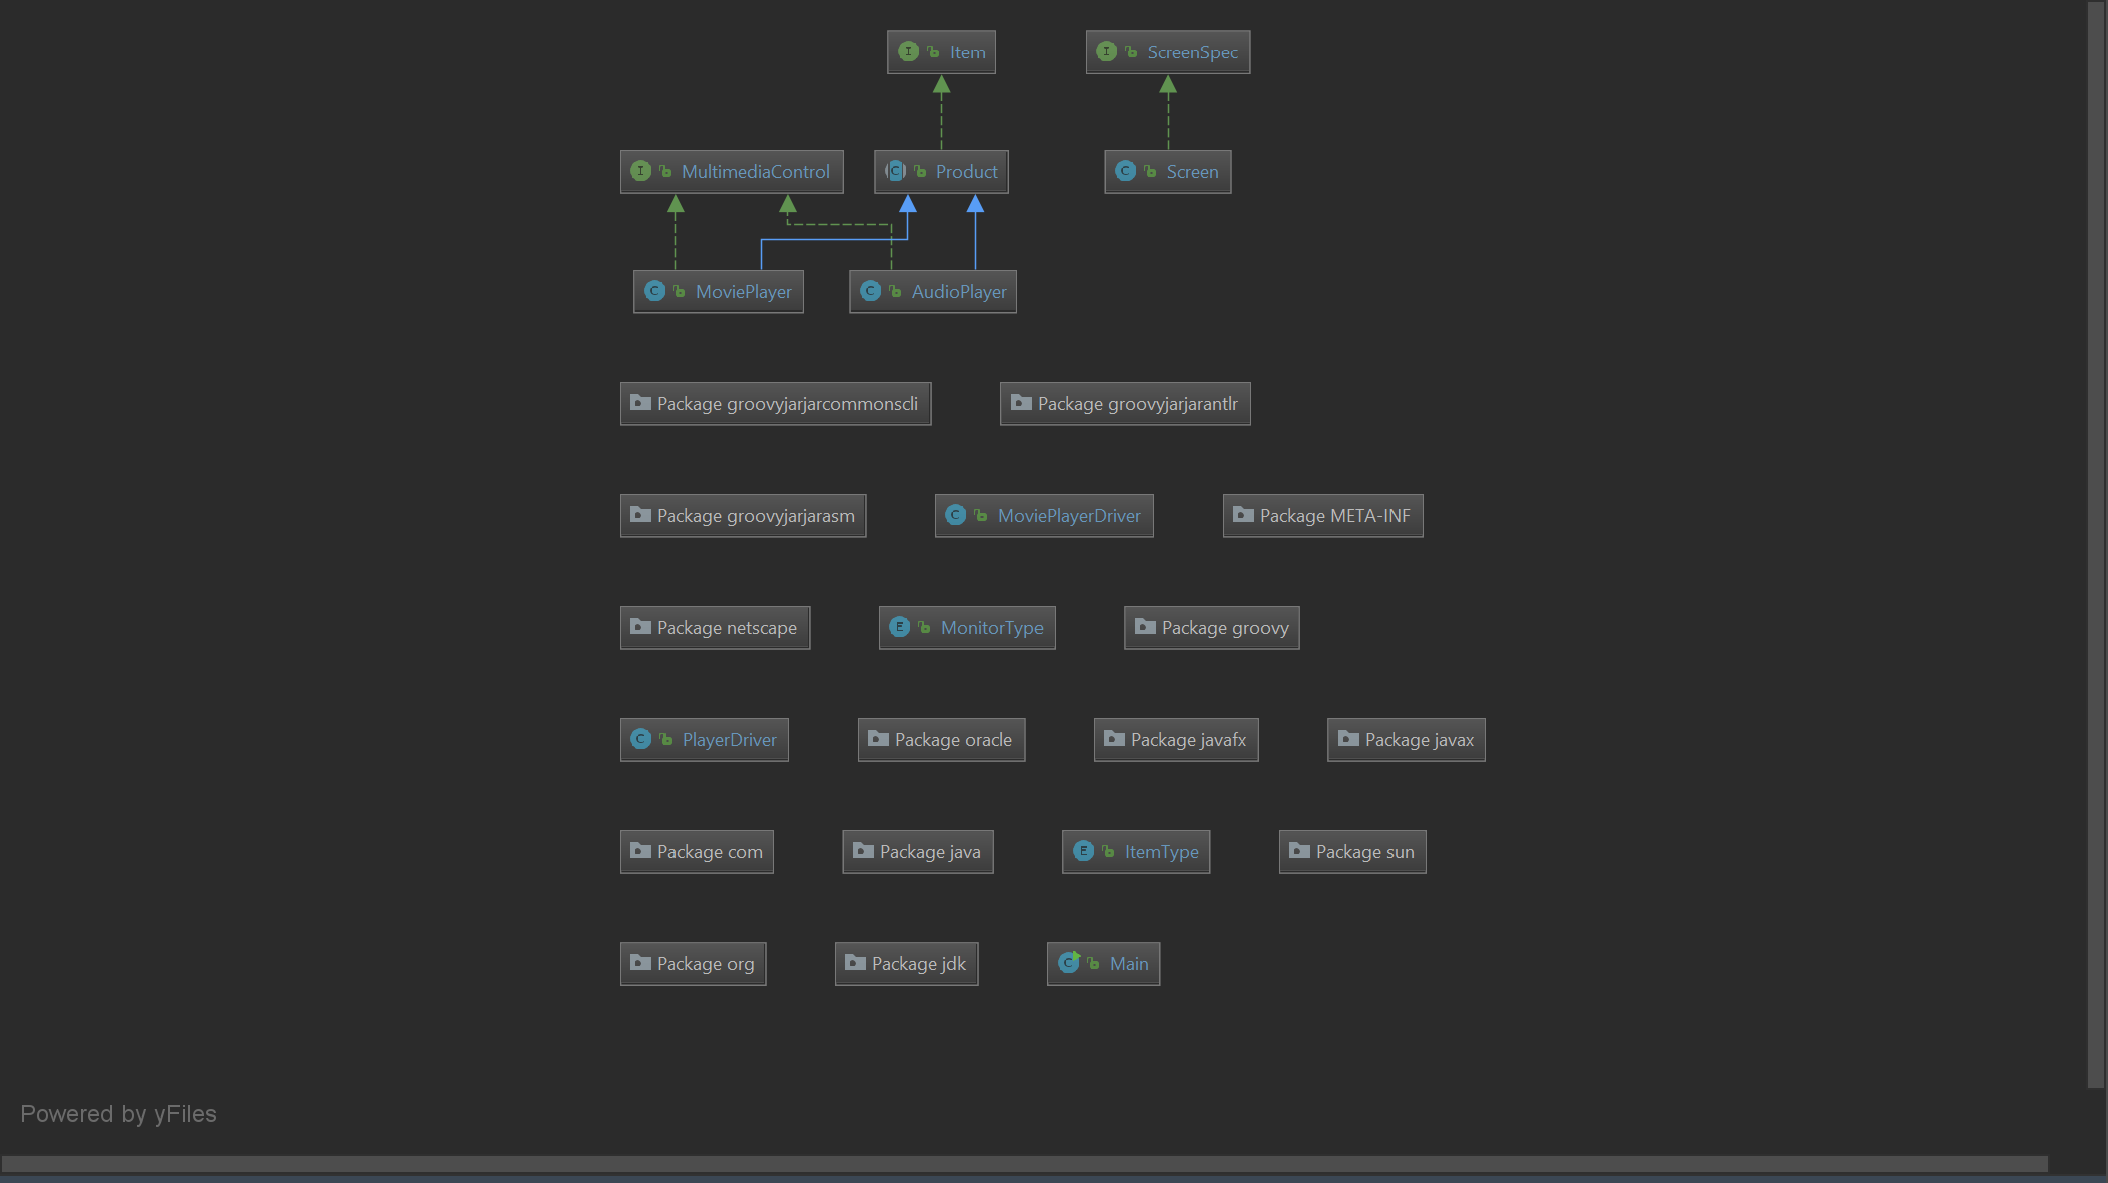 Item
ScreenSpec
MultimediaControl
Product
Screen
MoviePlayer
AudioPlayer
Package groovyjarjarcommonscli
Package groovyjarjarantlr
Package groovyjarjarasm
MoviePlayerDriver
Package META-INF
Package netscape
MonitorType
Package groovy
PlayerDriver
Package oracle
Package javafx
Package javax
Package com
Package java
ItemType
Package sun
Package org
Package jdk
Main
Powered by yFiles